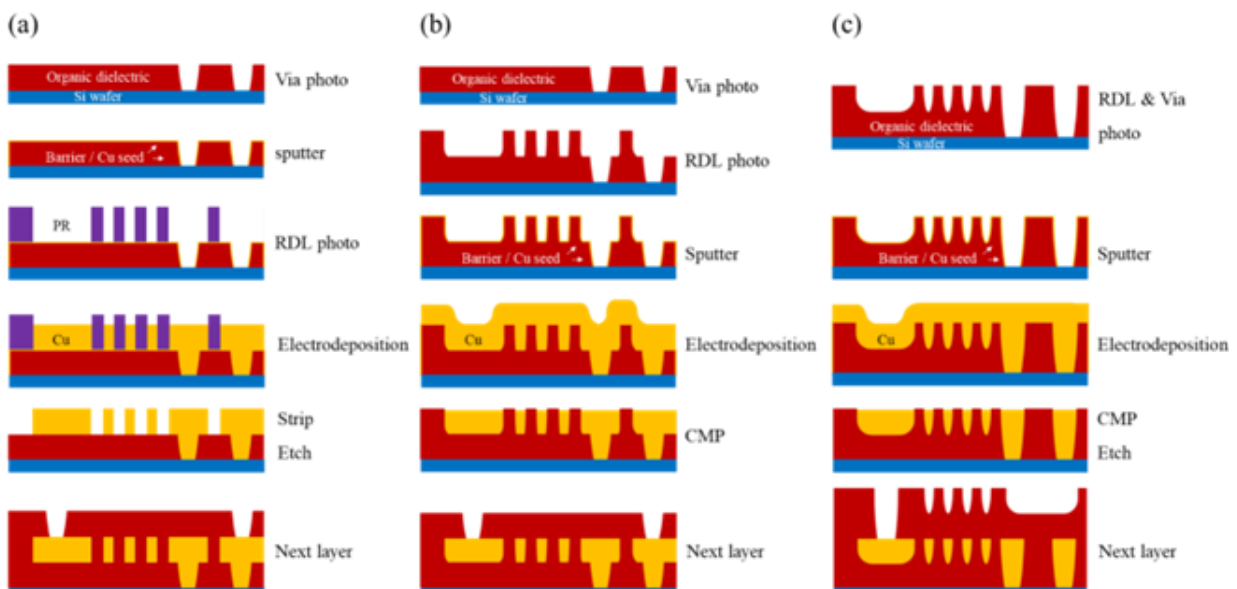 (a)
Organic dielectric
Si wafer
Via photo
Barrier / Cu seed
sputter
PR
RDL photo
Cu
Electrodeposition
Strip
Etch
Next layer
(b)
Organic dielectric
Si wafer
Via photo
RDL photo
Barrier / Cu seed
Sputter
Cu
Electrodeposition
CMP
Next layer
(c)
Organic dielectric
Si wafer
RDL & Via
photo
Barrier / Cu seed
Sputter
Cu
Electrodeposition
CMP
Etch
Next layer